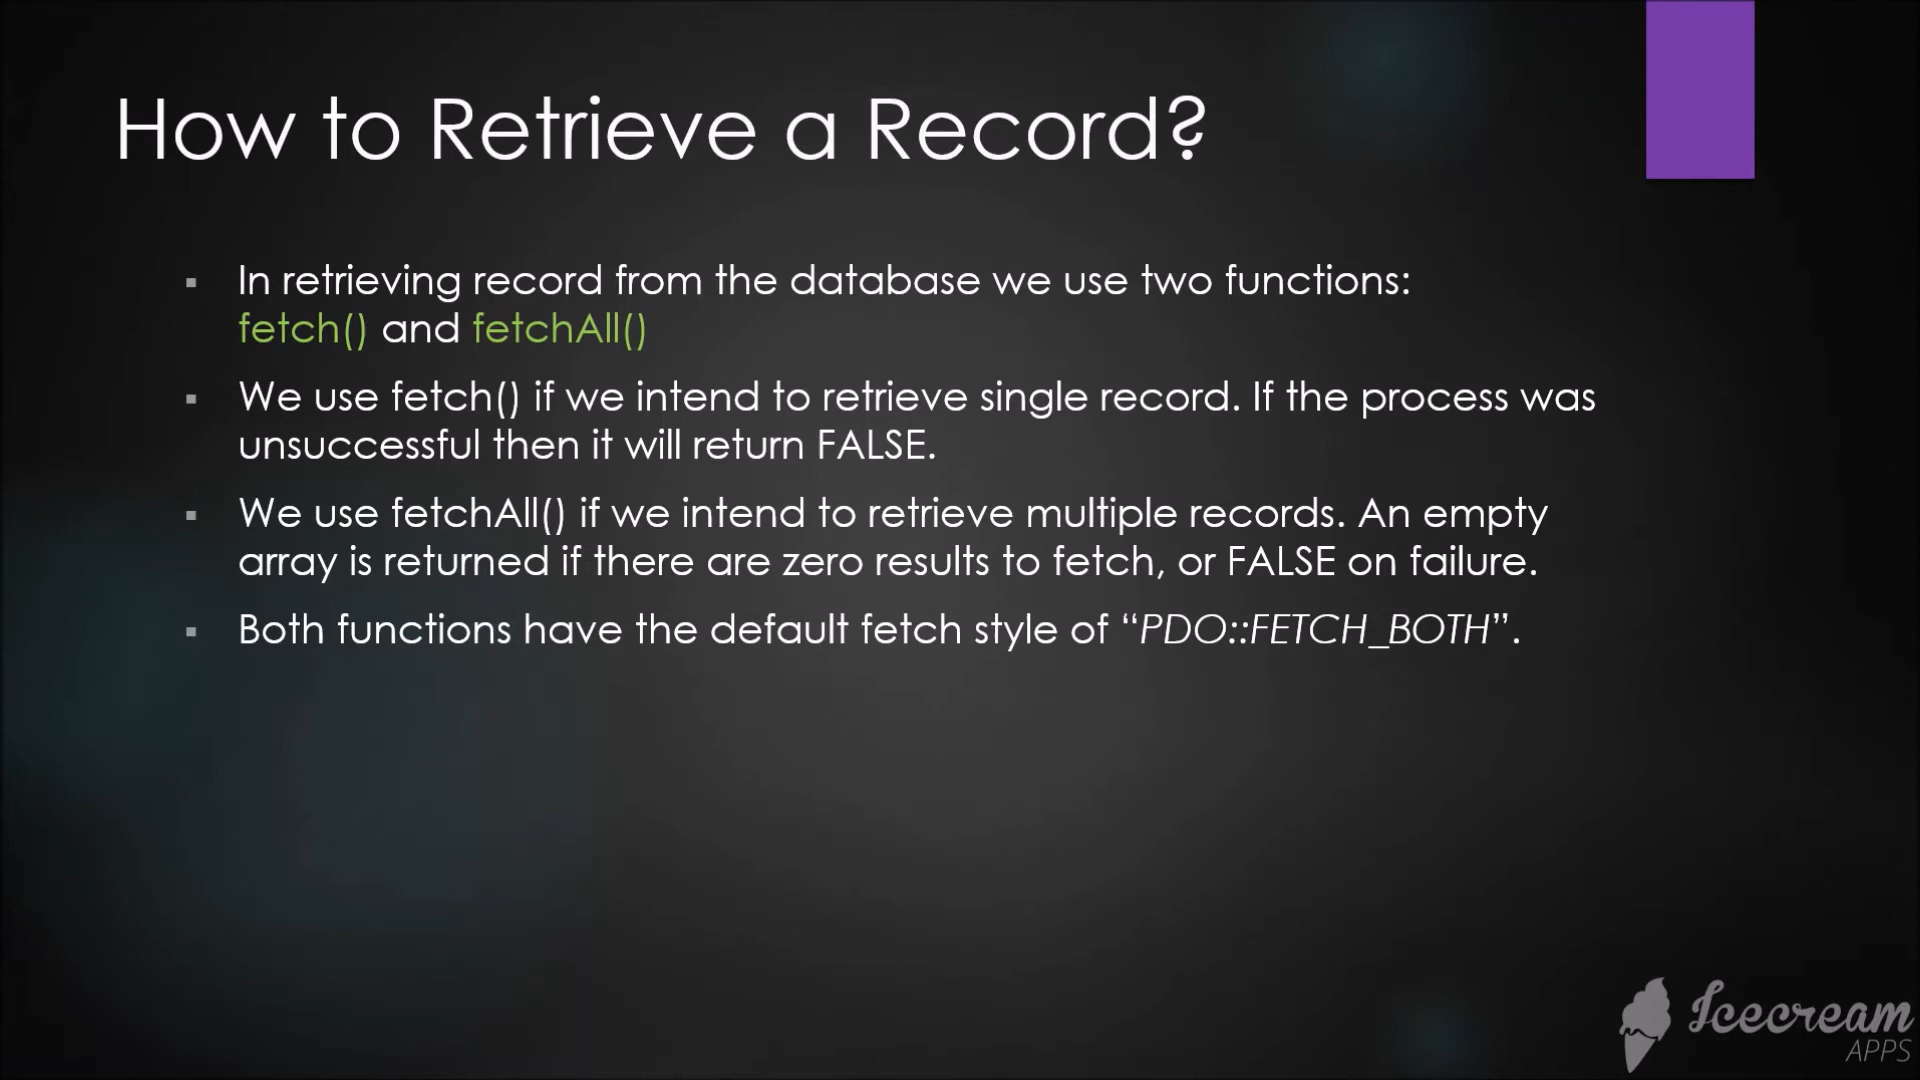 How to Retrieve a Record?
▪ In retrieving record from the database we use two functions:
fetch() and fetchAll()
▪ We use fetch() if we intend to retrieve single record. If the process was
unsuccessful then it will return FALSE.
▪ We use fetchAll() if we intend to retrieve multiple records. An empty
array is returned if there are zero results to fetch, or FALSE on failure.
▪ Both functions have the default fetch style of “PDO::FETCH_BOTH”.
Icecream
APPS